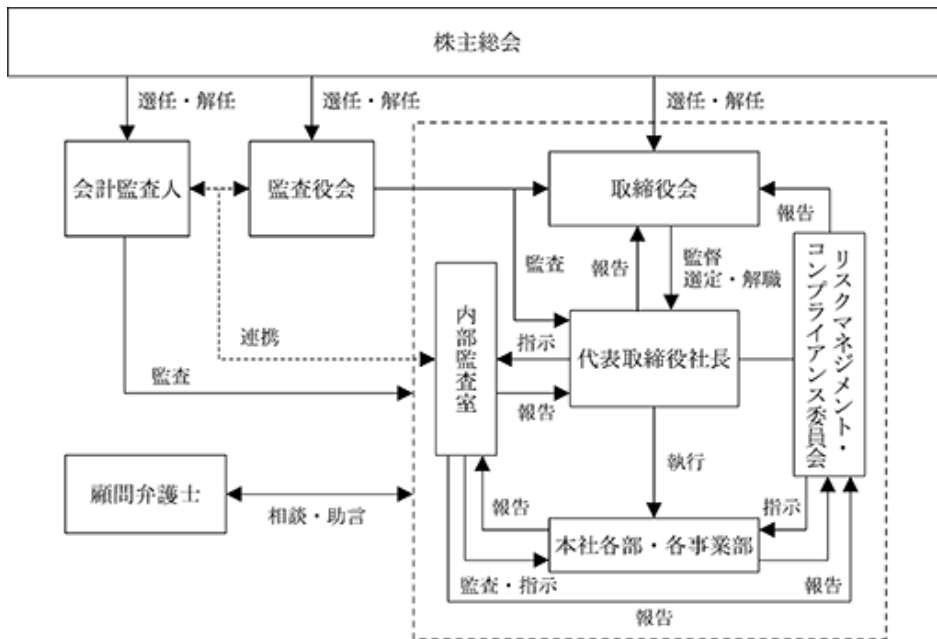 株主総会
選任・解任
選任・解任
選任・解任
会計監査人
監査役会
取締役会
報告
監査
報告
監督
選定・解職
リスクマネジメント・
コンプライアンス委員会
内部監査室
連携
指示
代表取締役社長
監査
報告
執行
顧問弁護士
相談・助言
報告
指示
本社各部・各事業部
監査・指示
報告
報告